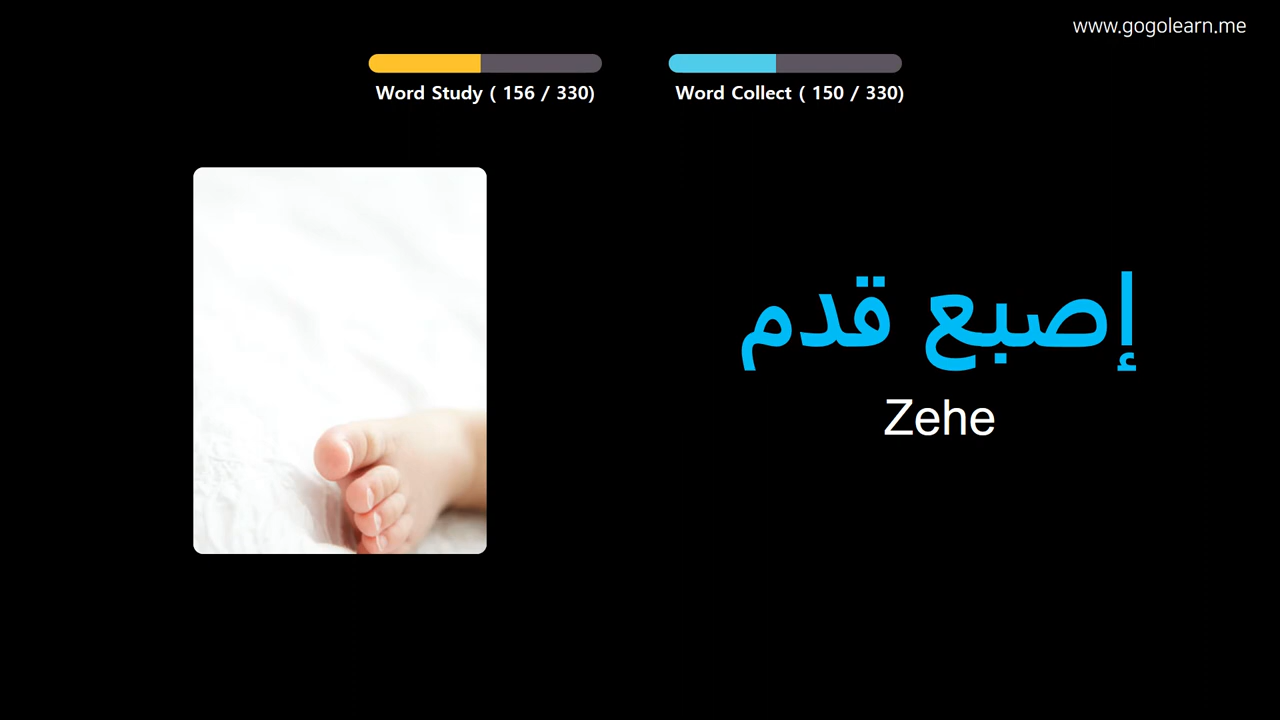 www.gogolearn.me
Word Study ( 156 / 330)
Word Collect ( 150 / 330)
إصبع قدم
Zehe